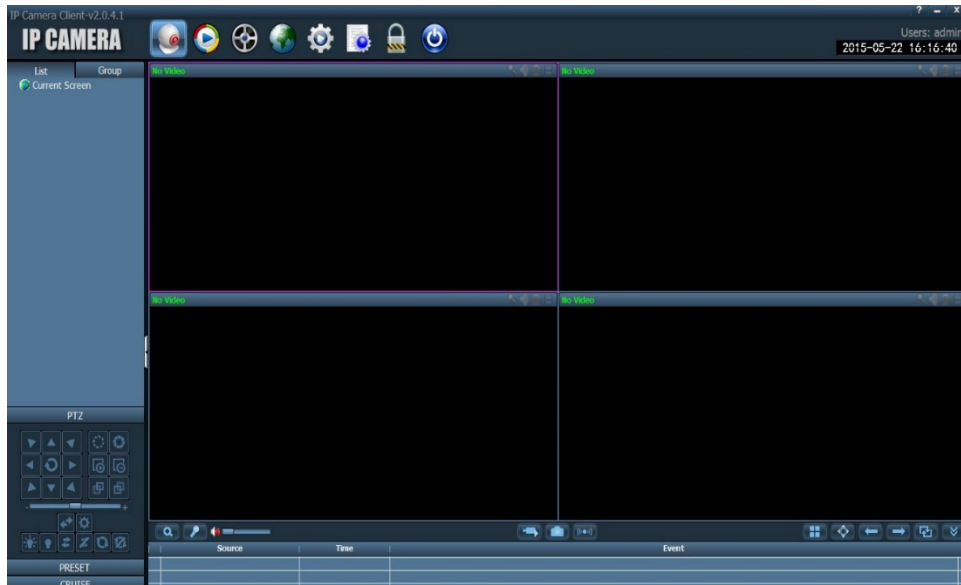 IP Camera Client-v2.0.4.1
IP CAMERA
Users: admin
2015-05-22 16:16:40
List Group
Current Screen
No Video
No Video
No Video
No Video
PTZ
Source Time Event
PRESET
CRUISE